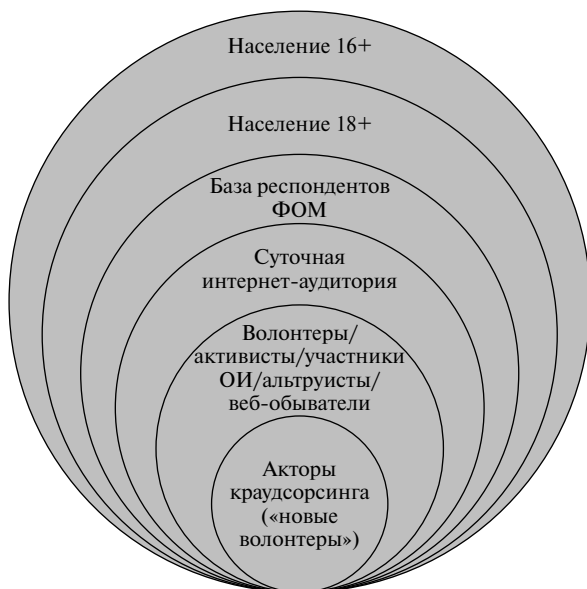 Население 16+
Население 18+
База респондентов
ФОМ
Суточная
интернет-аудитория
Волонтеры/
активисты/участники
ОИ/альтруисты/
веб-обыватели
Акторы
краудсорсинга
(«новые
волонтеры»)